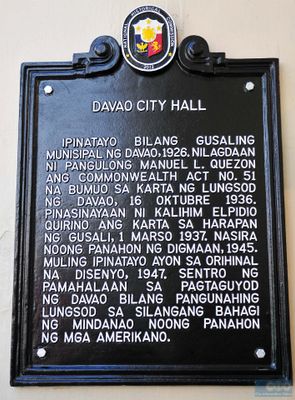 DAVAO CITY HALL
IPINATAYO BILANG GUSALING
MUNISIPAL NG DAVAO, 1926. NILAGDAAN
NI PANGULONG MANUEL L. QUEZON
ANG COMMONWEALTH ACT NO. 51
NA BUMUO SA KARTA NG LUNGSOD
NG DAVAO, 16 OKTUBRE 1936.
PINASINAYAAN NI KALIHIM ELPIDIO
QUIRINO ANG KARTA SA HARAPAN
NG GUSALI, 1 MARSO 1937. NASIRA
NOONG PANAHON NG DIGMAAN, 1945.
MULING IPINATAYO AYON SA ORIHINAL
NA DISENYO, 1947. SENTRO NG
PAMAHALAAN SA PAGTAGUYOD
NG DAVAO BILANG PANGUNAHING
LUNGSOD SA SILANGANG BAHAGI
NG MINDANAO NOONG PANAHON
NG MGA AMERIKANO.